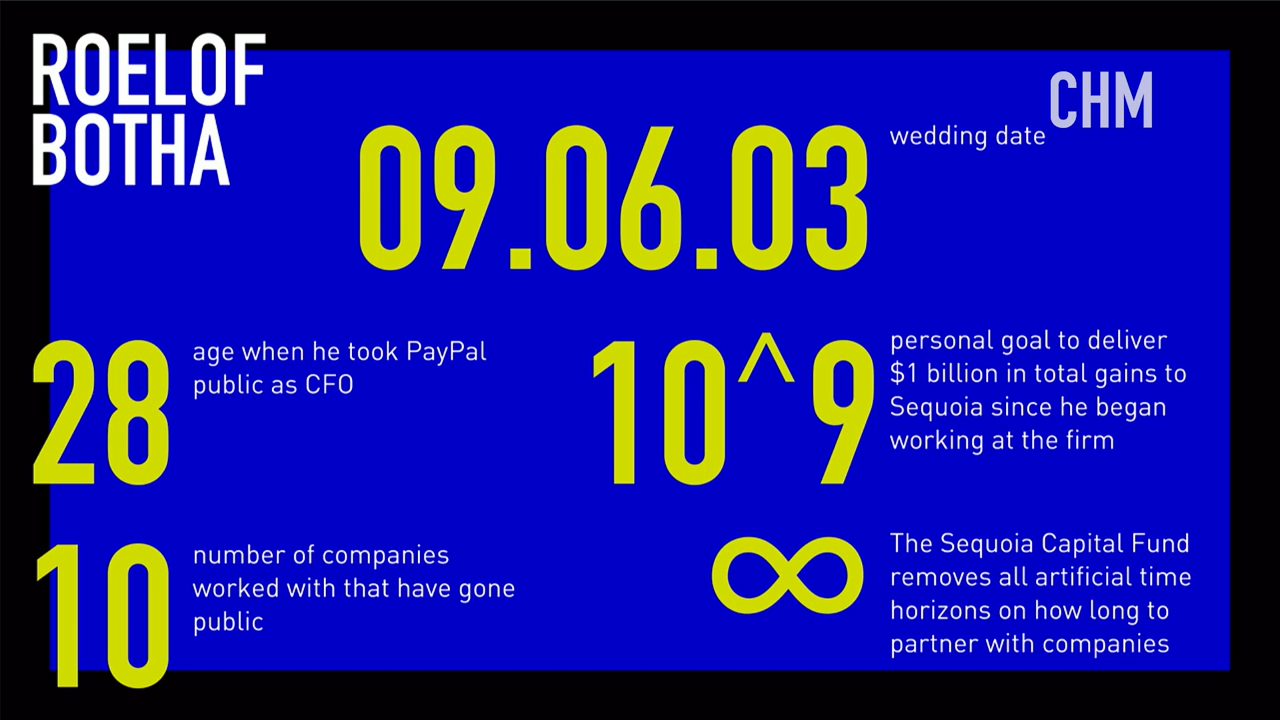 ROELOF
BOTHA
CHM
09.06.03
wedding date
28
age when he took PayPal
public as CFO
10^9
personal goal to deliver
$1 billion in total gains to
Sequoia since he began
working at the firm
10
number of companies
worked with that have gone
public
∞
The Sequoia Capital Fund
removes all artificial time
horizons on how long to
partner with companies